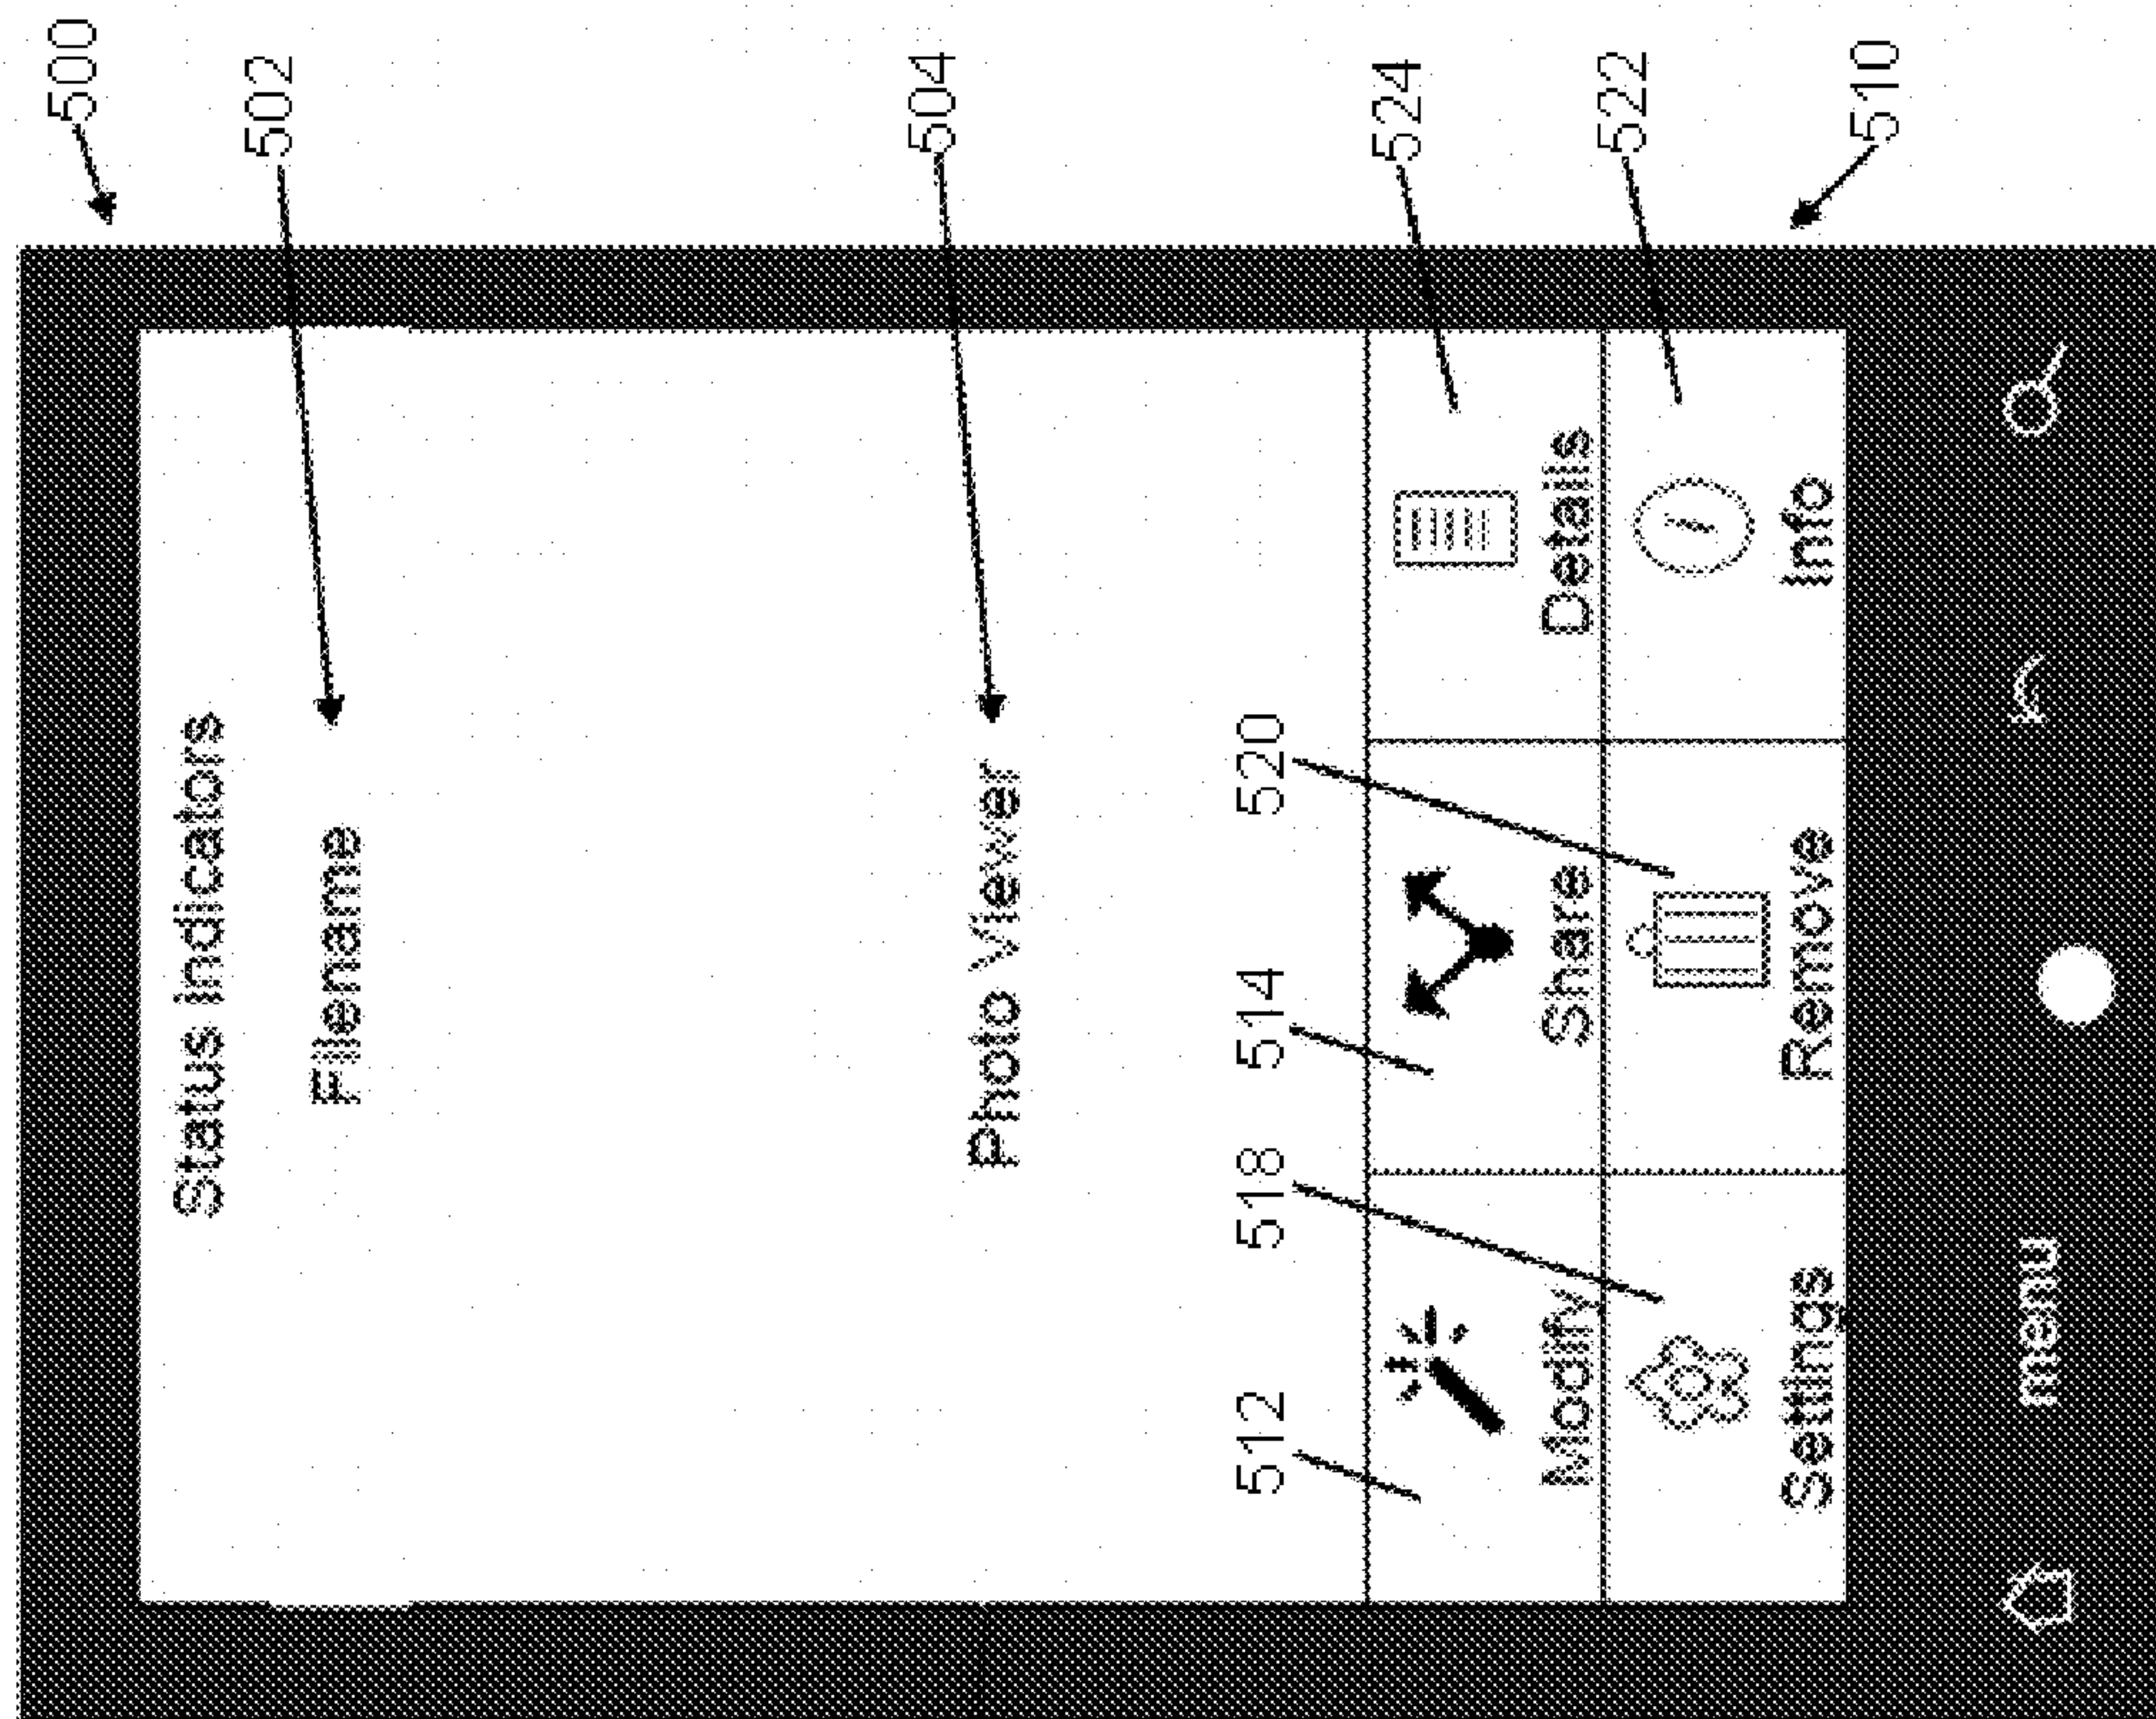 500
502
Status indicators
Filename
504
Photo Viewer
512
518
514
520
524
Modify
Share
Details
522
Settings
Remove
Info
510
menu